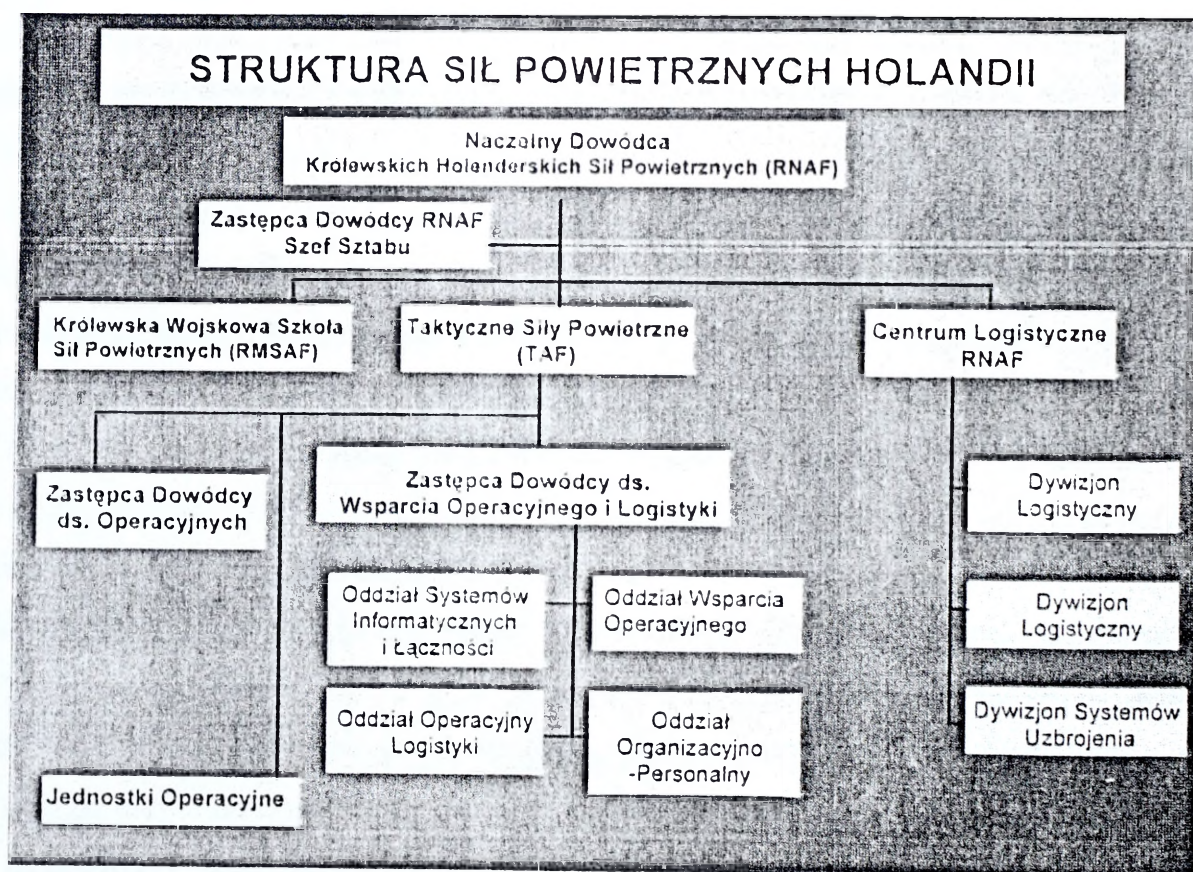 STRUKTURA SIŁ POWIETRZNYCH HOLANDII
Naczelny Dowódca
Królewskich Holenderskich Sił Powietrznych (RNAF)
Zastępca Dowódcy RNAF
Szef Sztabu
Królewska Wojskowa Szkoła
Sił Powietrznych (RMSAF)
Taktyczne Siły Powietrzne
(TAF)
Centrum Logistyczne
RNAF
Zastępca Dowódcy
ds. Operacyjnych
Zastępca Dowódcy ds.
Wsparcia Operacyjnego i Logistyki
Dywizjon
Logistyczny
Oddział Systemów
Informatycznych
i Łączności
Oddział Wsparcia
Operacyjnego
Dywizjon
Logistyczny
Oddział Operacyjny
Logistyki
Oddział
Organizacyjno
-Personalny
Dywizjon Systemów
Uzbrojenia
Jednostki Operacyjne